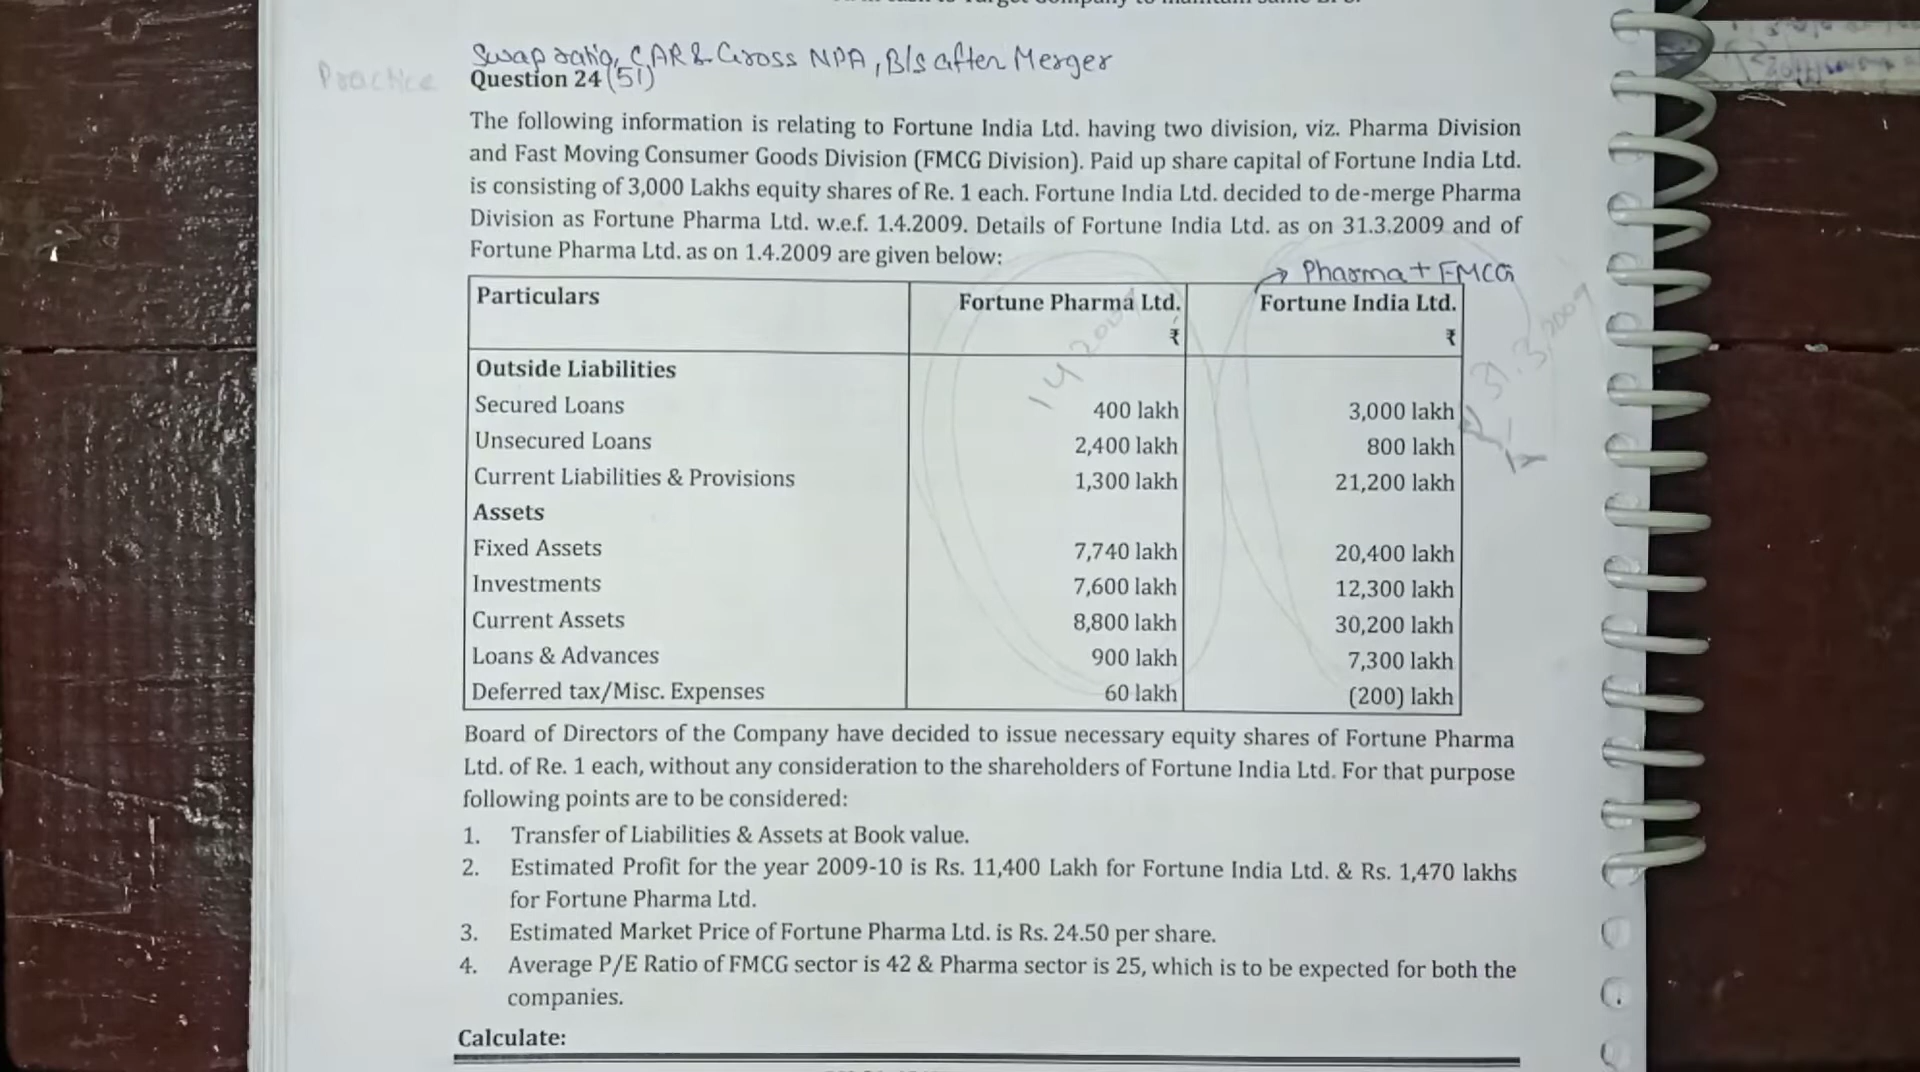 Swap ratio, CAR & Gross NPA, B/s after Merger
Practice
Question 24 (51)
The following information is relating to Fortune India Ltd. having two division, viz. Pharma Division
and Fast Moving Consumer Goods Division (FMCG Division). Paid up share capital of Fortune India Ltd.
is consisting of 3,000 Lakhs equity shares of Re. 1 each. Fortune India Ltd. decided to de-merge Pharma
Division as Fortune Pharma Ltd. w.e.f. 1.4.2009. Details of Fortune India Ltd. as on 31.3.2009 and of
Fortune Pharma Ltd. as on 1.4.2009 are given below:
→ Pharma + FMCG
Particulars Fortune Pharma Ltd. Fortune India Ltd.
₹ ₹
1 4 2009
31.3.2009
Outside Liabilities
Secured Loans 400 lakh 3,000 lakh
Unsecured Loans 2,400 lakh 800 lakh
Current Liabilities & Provisions 1,300 lakh 21,200 lakh
Assets
Fixed Assets 7,740 lakh 20,400 lakh
Investments 7,600 lakh 12,300 lakh
Current Assets 8,800 lakh 30,200 lakh
Loans & Advances 900 lakh 7,300 lakh
Deferred tax/Misc. Expenses 60 lakh (200) lakh
Board of Directors of the Company have decided to issue necessary equity shares of Fortune Pharma
Ltd. of Re. 1 each, without any consideration to the shareholders of Fortune India Ltd. For that purpose
following points are to be considered:
1. Transfer of Liabilities & Assets at Book value.
2. Estimated Profit for the year 2009-10 is Rs. 11,400 Lakh for Fortune India Ltd. & Rs. 1,470 lakhs
for Fortune Pharma Ltd.
3. Estimated Market Price of Fortune Pharma Ltd. is Rs. 24.50 per share.
4. Average P/E Ratio of FMCG sector is 42 & Pharma sector is 25, which is to be expected for both the
companies.
Calculate: